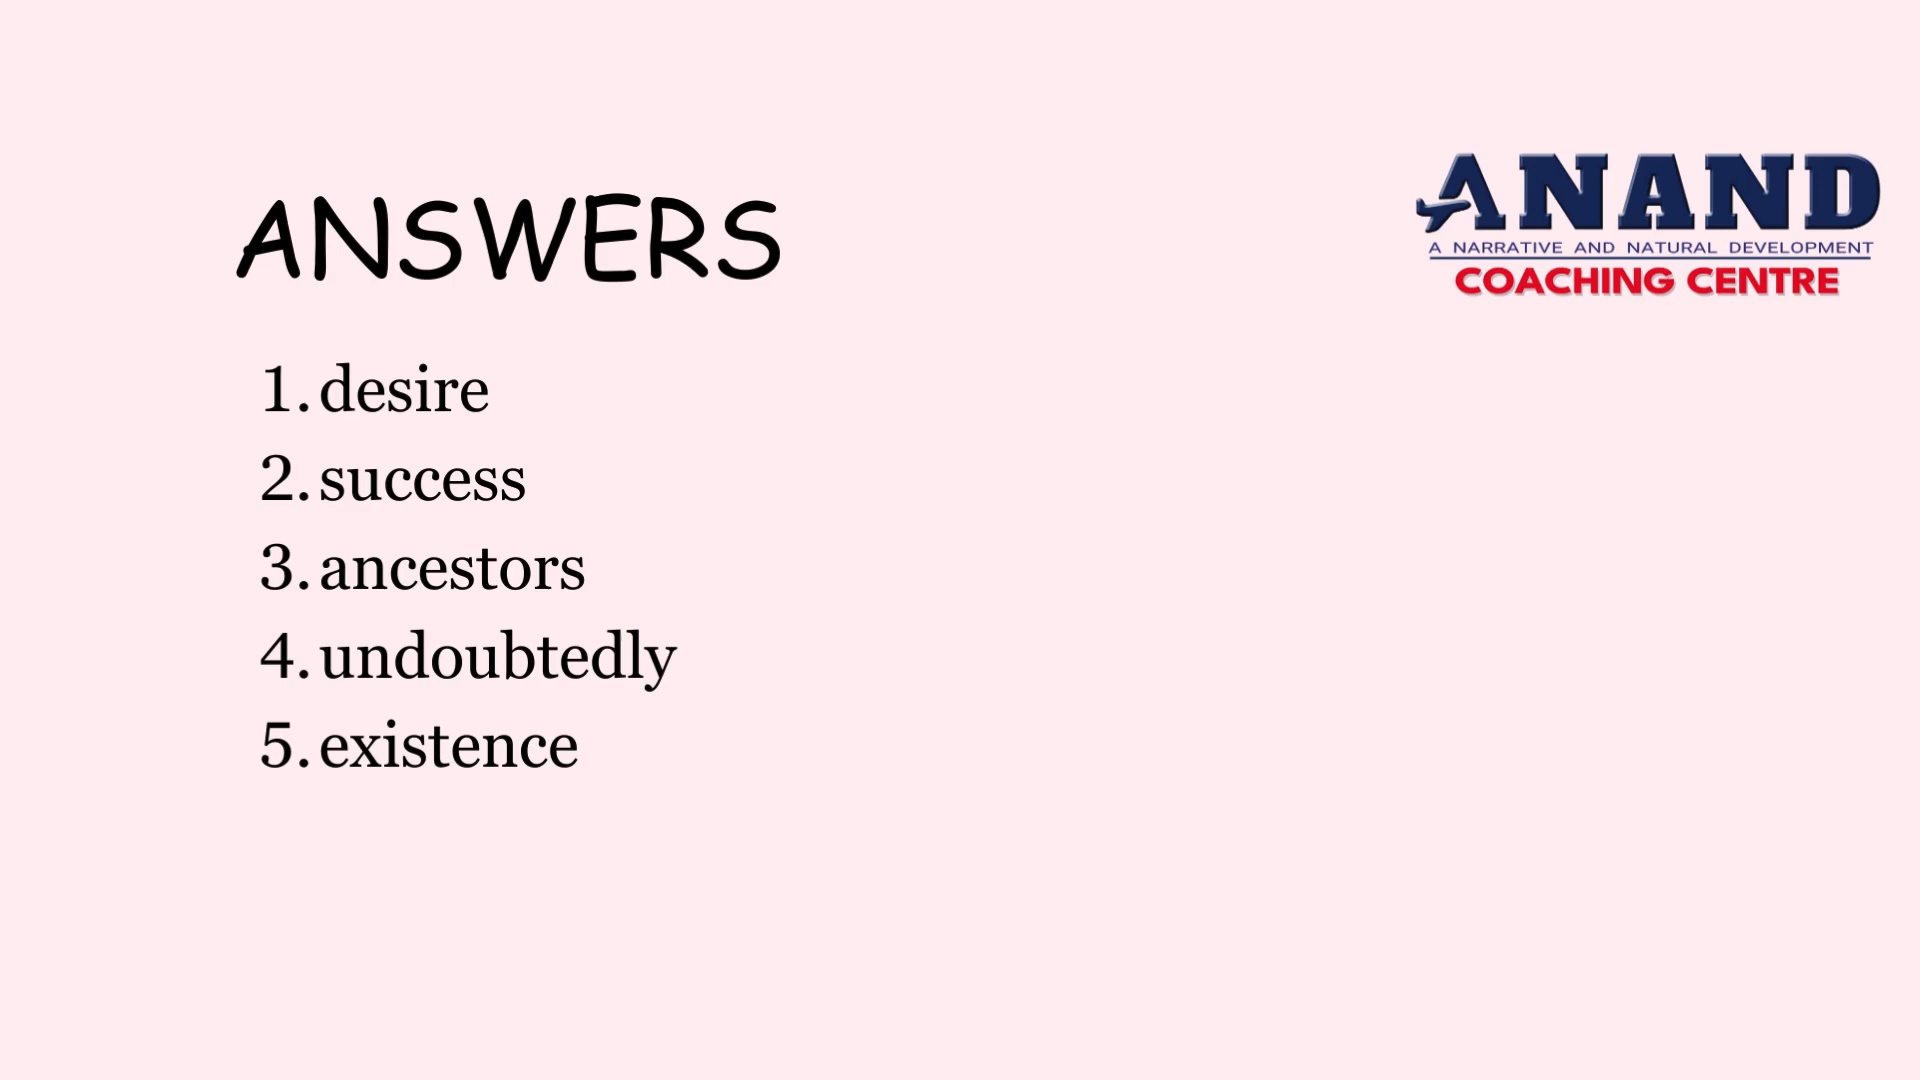 ANSWERS
1. desire
2. success
3. ancestors
4. undoubtedly
5. existence
ANAND
A NARRATIVE AND NATURAL DEVELOPMENT
COACHING CENTRE